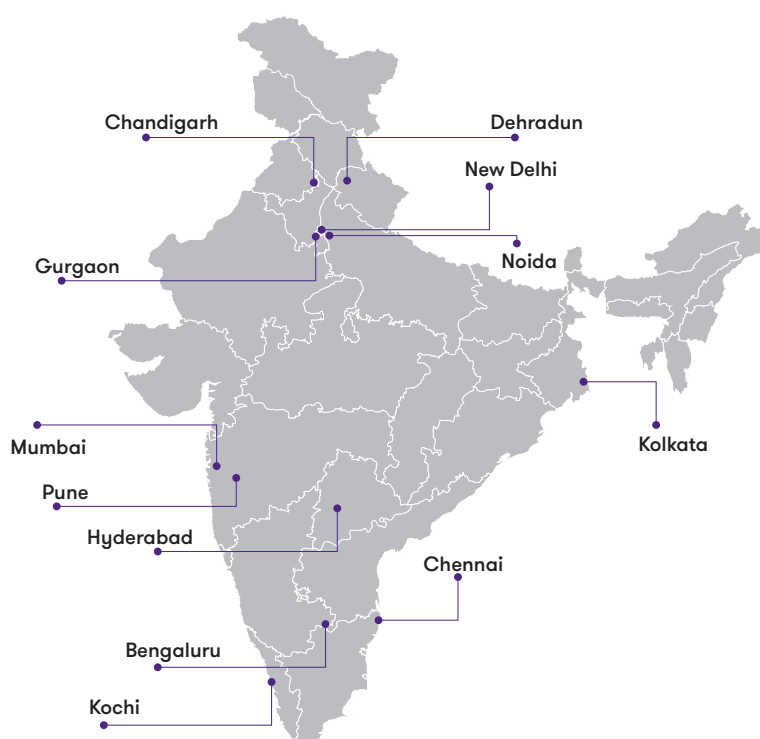 Chandigarh
Dehradun
New Delhi
Noida
Gurgaon
Mumbai
Kolkata
Pune
Hyderabad
Chennai
Bengaluru
Kochi